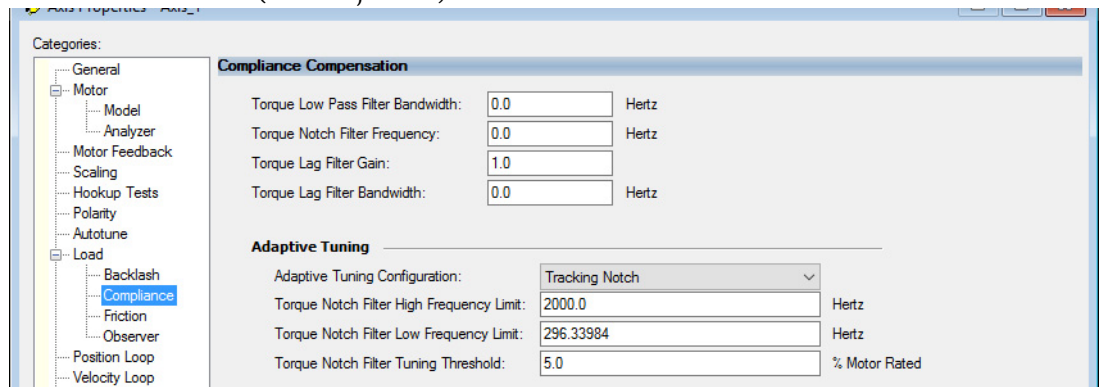 Axis Properties - Axis_1
Categories:
General
Motor
Model
Analyzer
Motor Feedback
Scaling
Hookup Tests
Polarity
Autotune
Load
Backlash
Compliance
Friction
Observer
Position Loop
Velocity Loop
Compliance Compensation
Torque Low Pass Filter Bandwidth: 0.0 Hertz
Torque Notch Filter Frequency: 0.0 Hertz
Torque Lag Filter Gain: 1.0
Torque Lag Filter Bandwidth: 0.0 Hertz
Adaptive Tuning
Adaptive Tuning Configuration: Tracking Notch
Torque Notch Filter High Frequency Limit: 2000.0 Hertz
Torque Notch Filter Low Frequency Limit: 296.33984 Hertz
Torque Notch Filter Tuning Threshold: 5.0 % Motor Rated